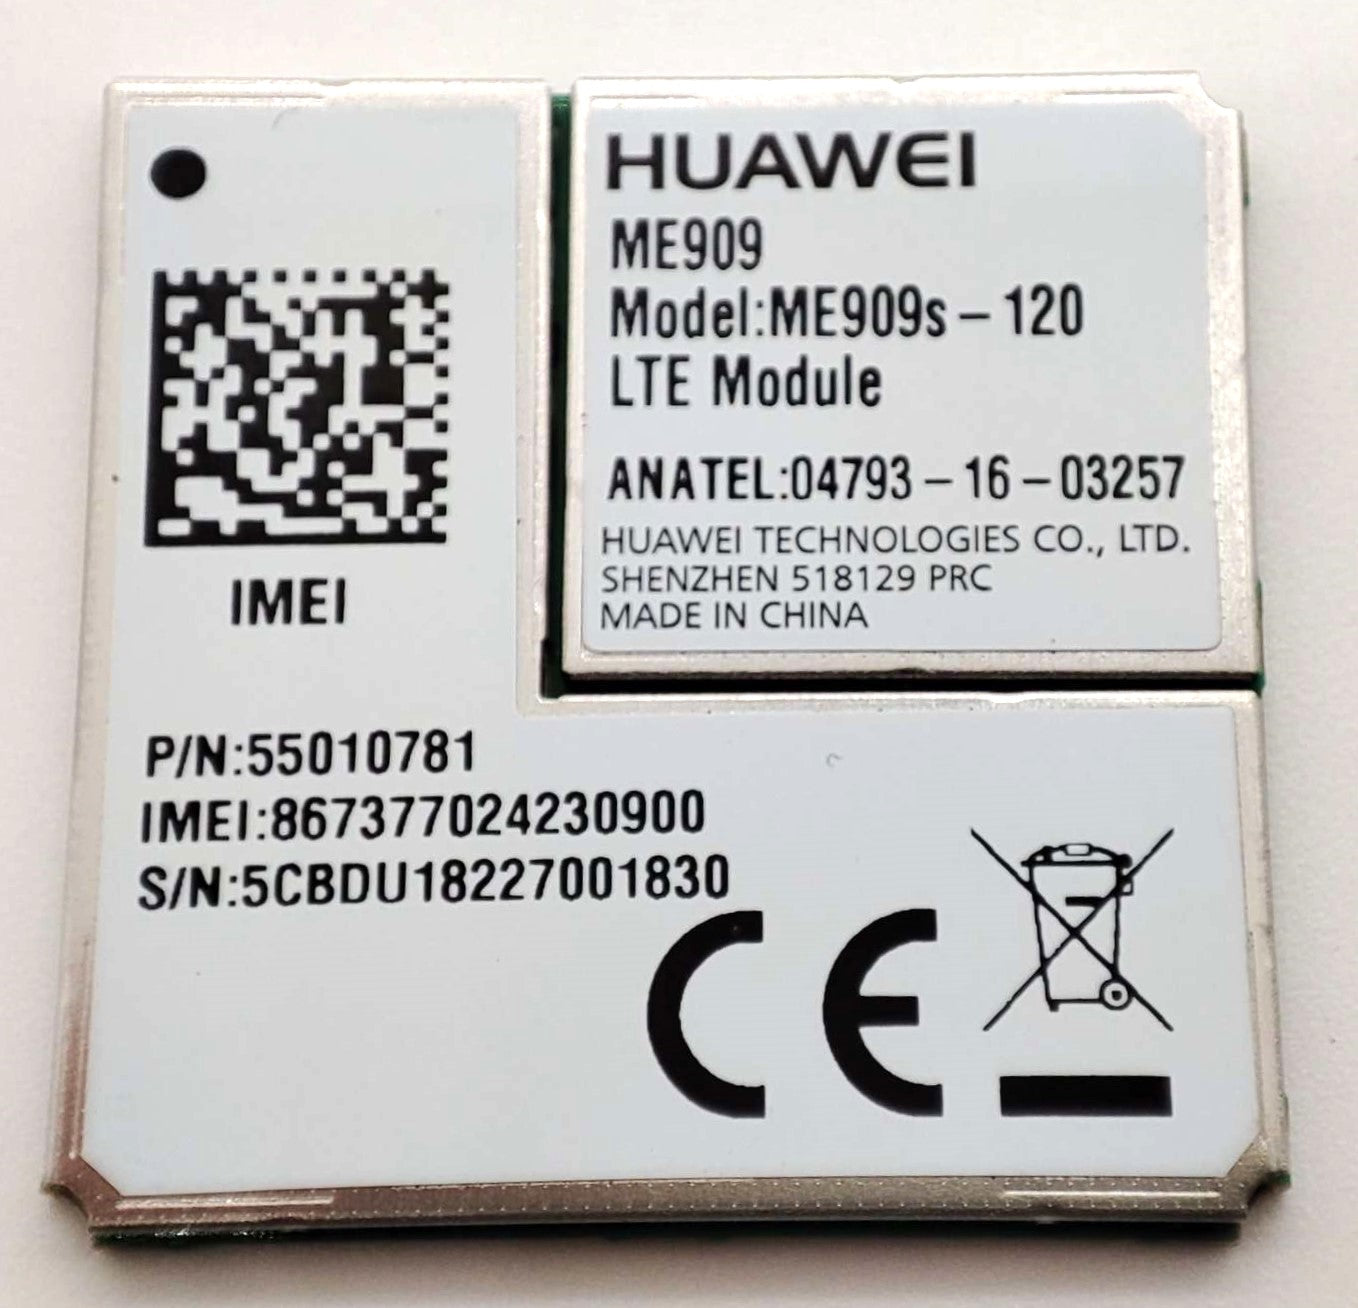 HUAWEI
ME909
Model:ME909s-120
LTE Module
ANATEL:04793-16-03257
HUAWEI TECHNOLOGIES CO., LTD.
SHENZHEN 518129 PRC
MADE IN CHINA
IMEI
P/N:55010781
IMEI:867377024230900
S/N:5CBDU18227001830
CE